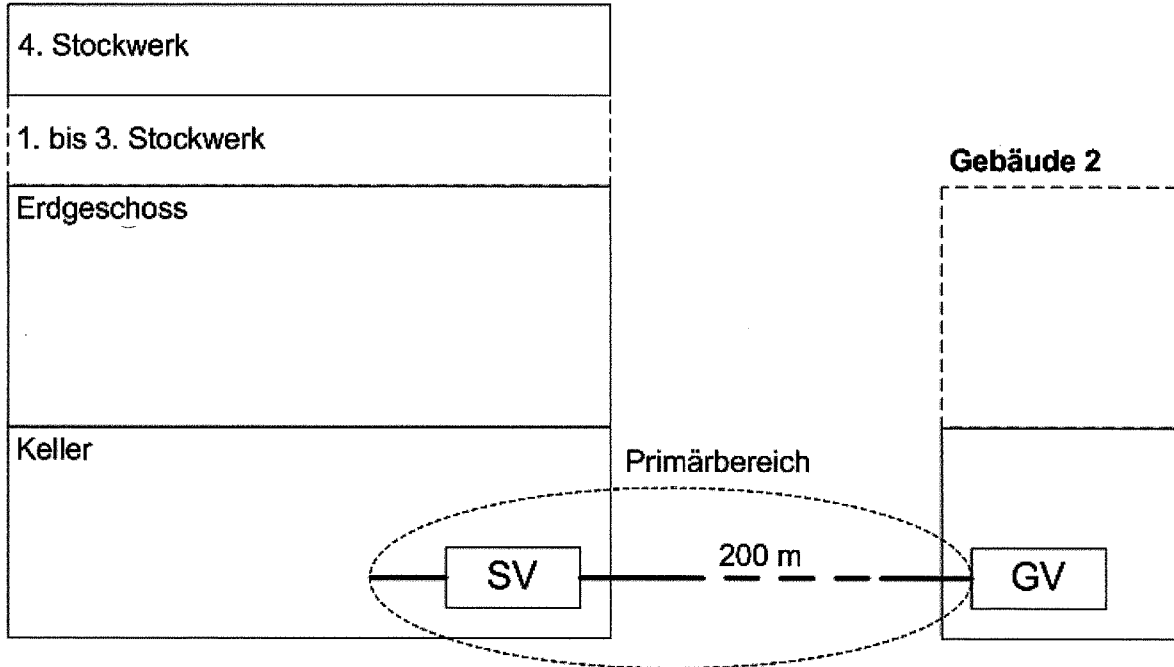 4. Stockwerk
1. bis 3. Stockwerk
Gebäude 2
Erdgeschoss
Keller
Primärbereich
200 m
SV
GV